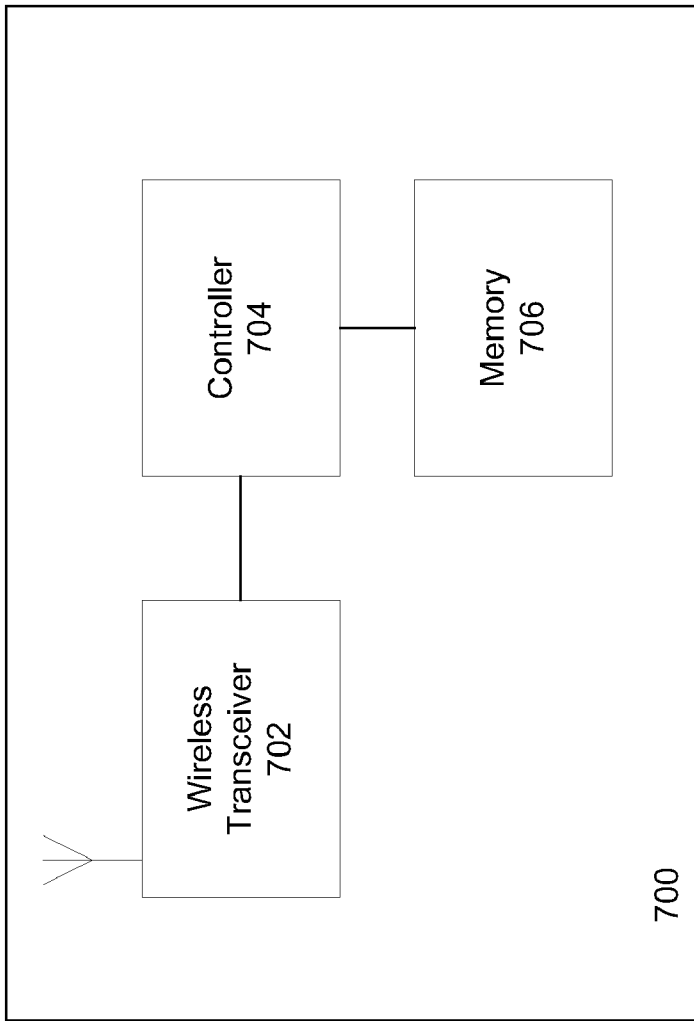 Wireless
Transceiver
702
Controller
704
Memory
706
700